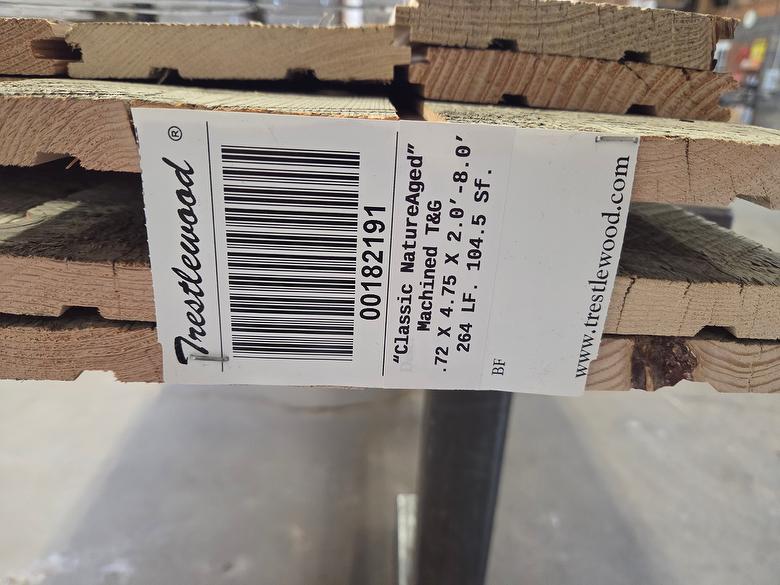 Trestlewood ®
00182191
"Classic NatureAged"
Machined T&G
.72 X 4.75 X 2.0'-8.0'
264 LF. 104.5 Sf.
BF
www.trestlewood.com